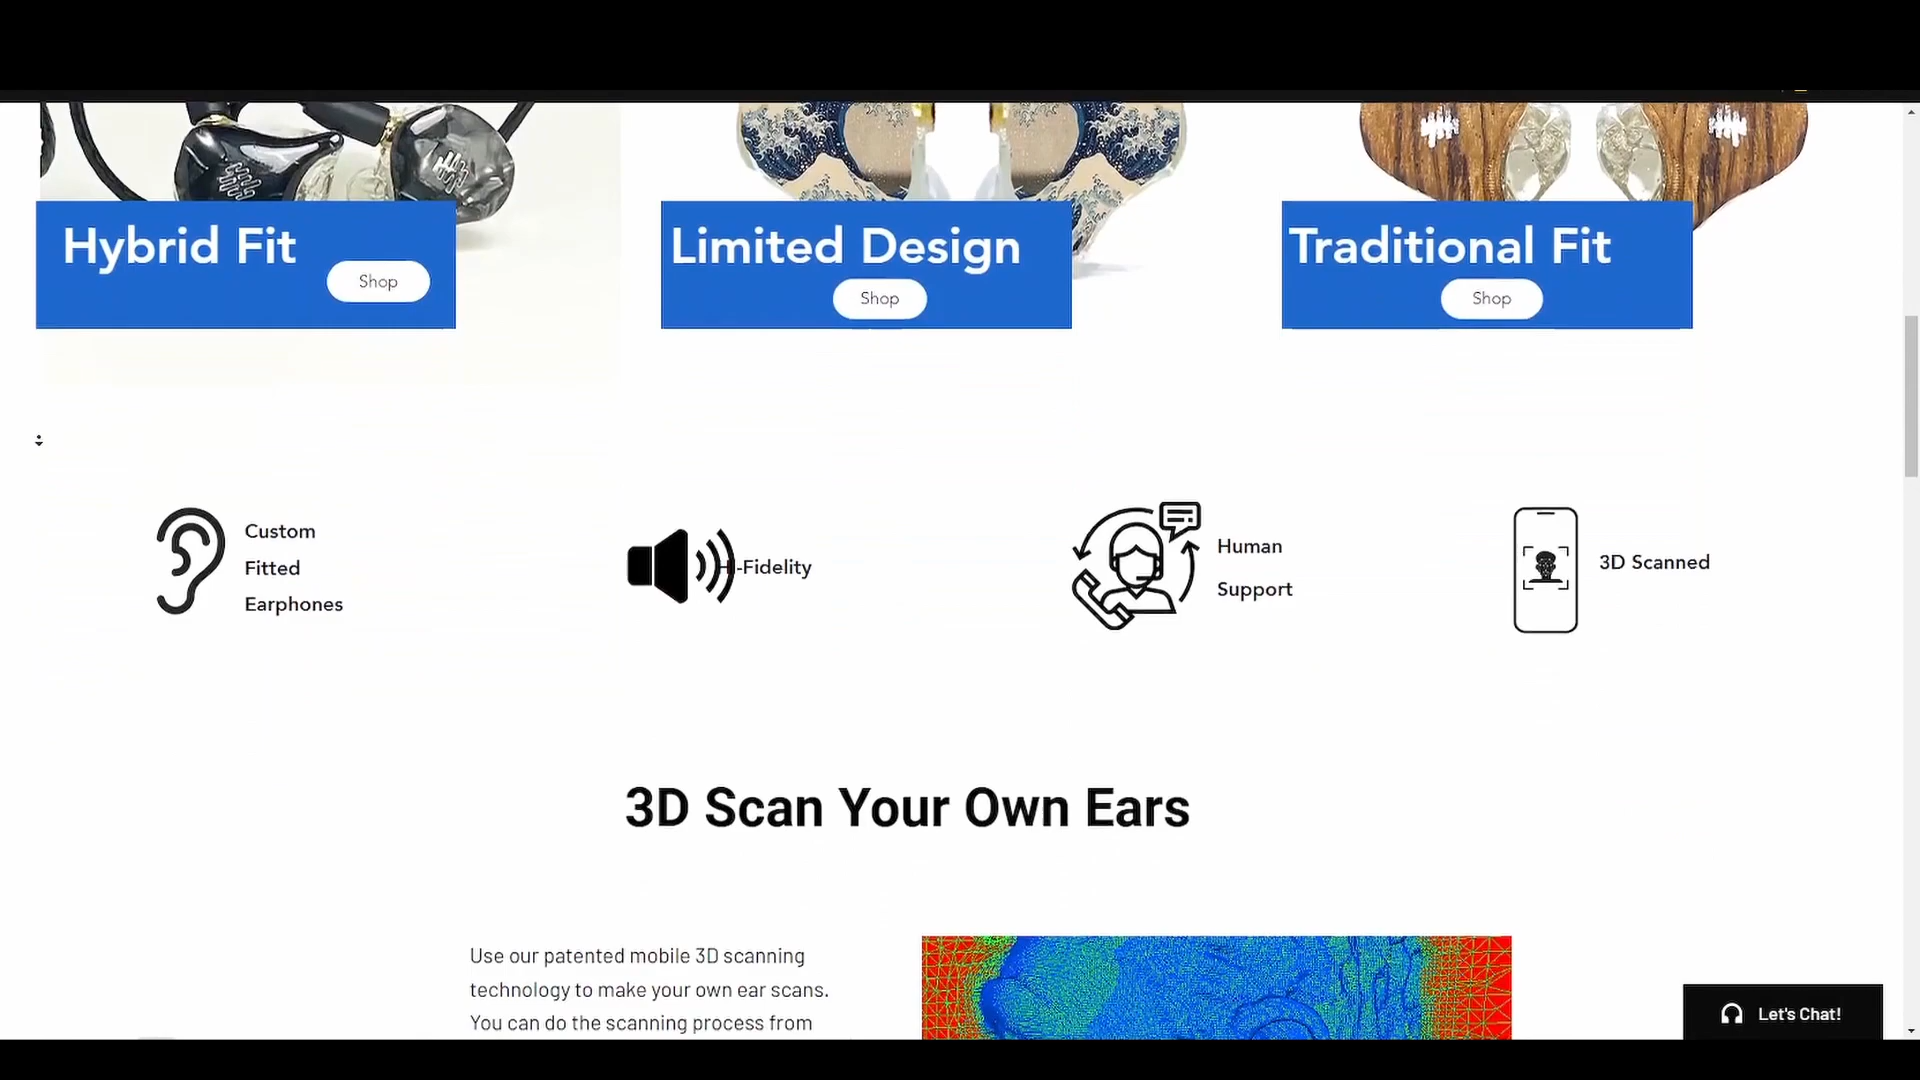 Hybrid Fit
Shop
Limited Design
Shop
Traditional Fit
Shop
Custom
Fitted
Earphones
Hi-Fidelity
Human
Support
3D Scanned
3D Scan Your Own Ears
Use our patented mobile 3D scanning
technology to make your own ear scans.
You can do the scanning process from
Let's Chat!